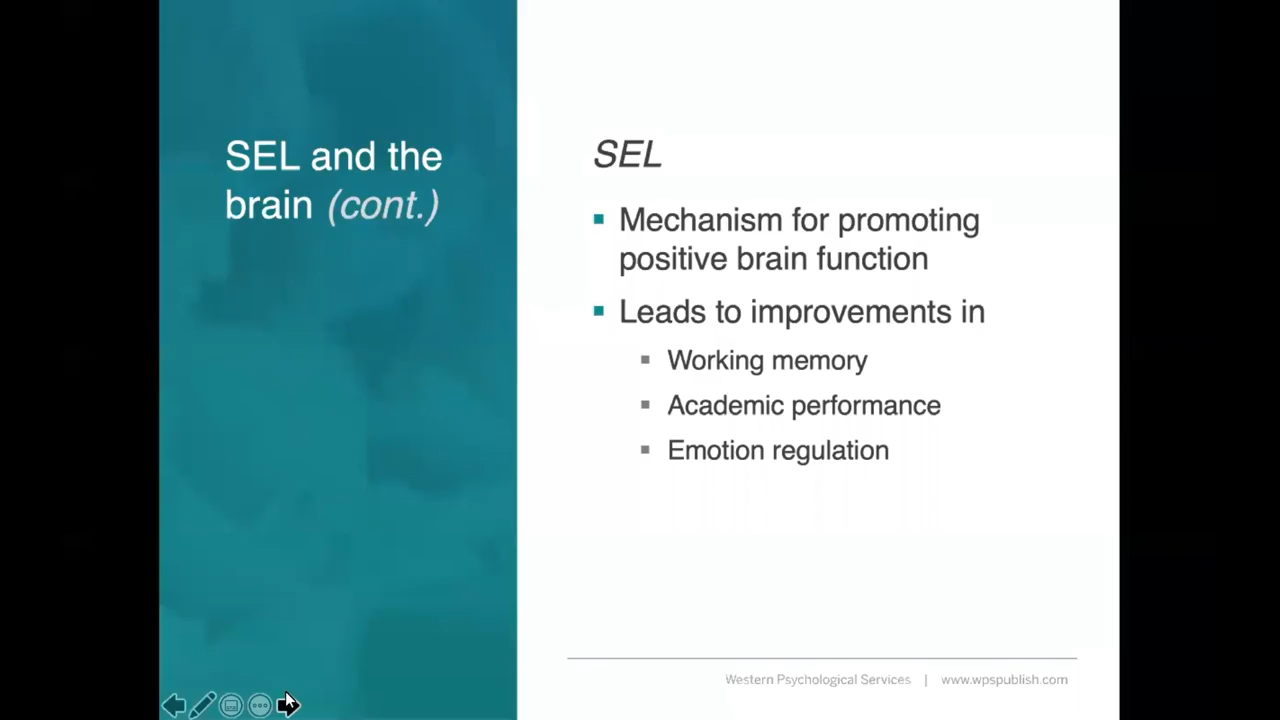 SEL and the
brain (cont.)
SEL
Mechanism for promoting
positive brain function
Leads to improvements in
Working memory
Academic performance
Emotion regulation
Western Psychological Services | www.wpspublish.com